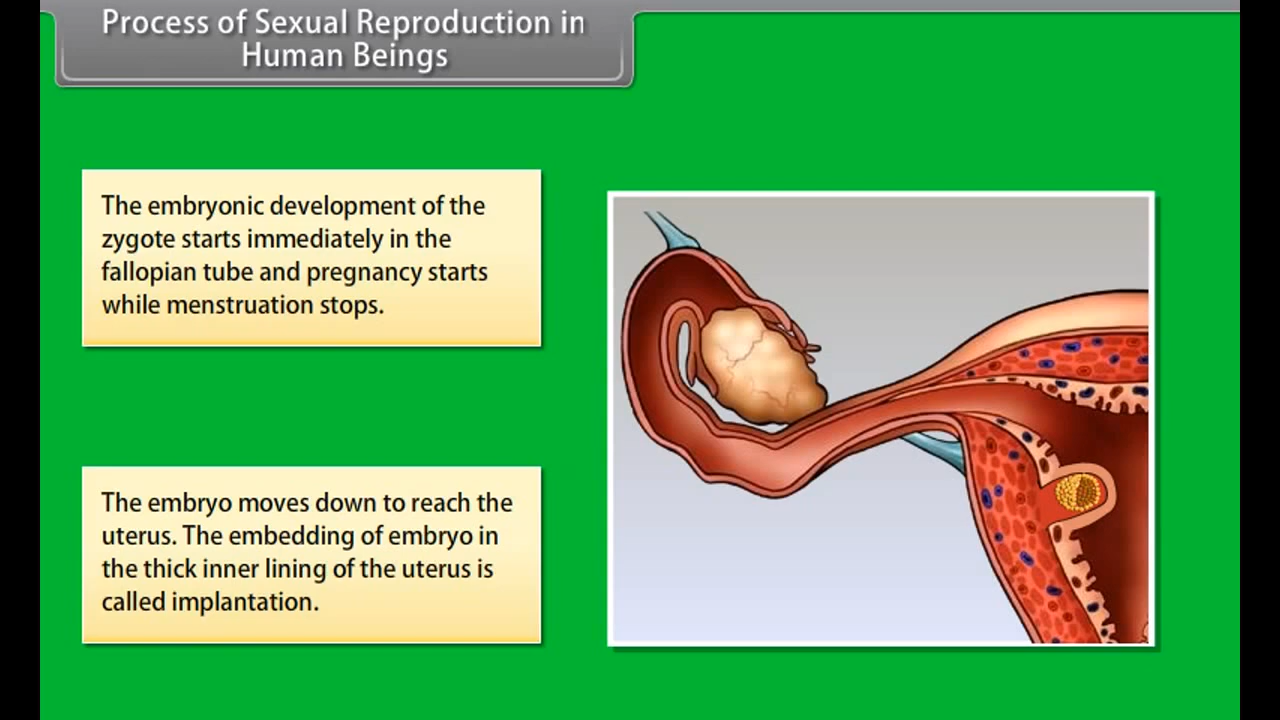 Process of Sexual Reproduction in
Human Beings
The embryonic development of the
zygote starts immediately in the
fallopian tube and pregnancy starts
while menstruation stops.
The embryo moves down to reach the
uterus. The embedding of embryo in
the thick inner lining of the uterus is
called implantation.